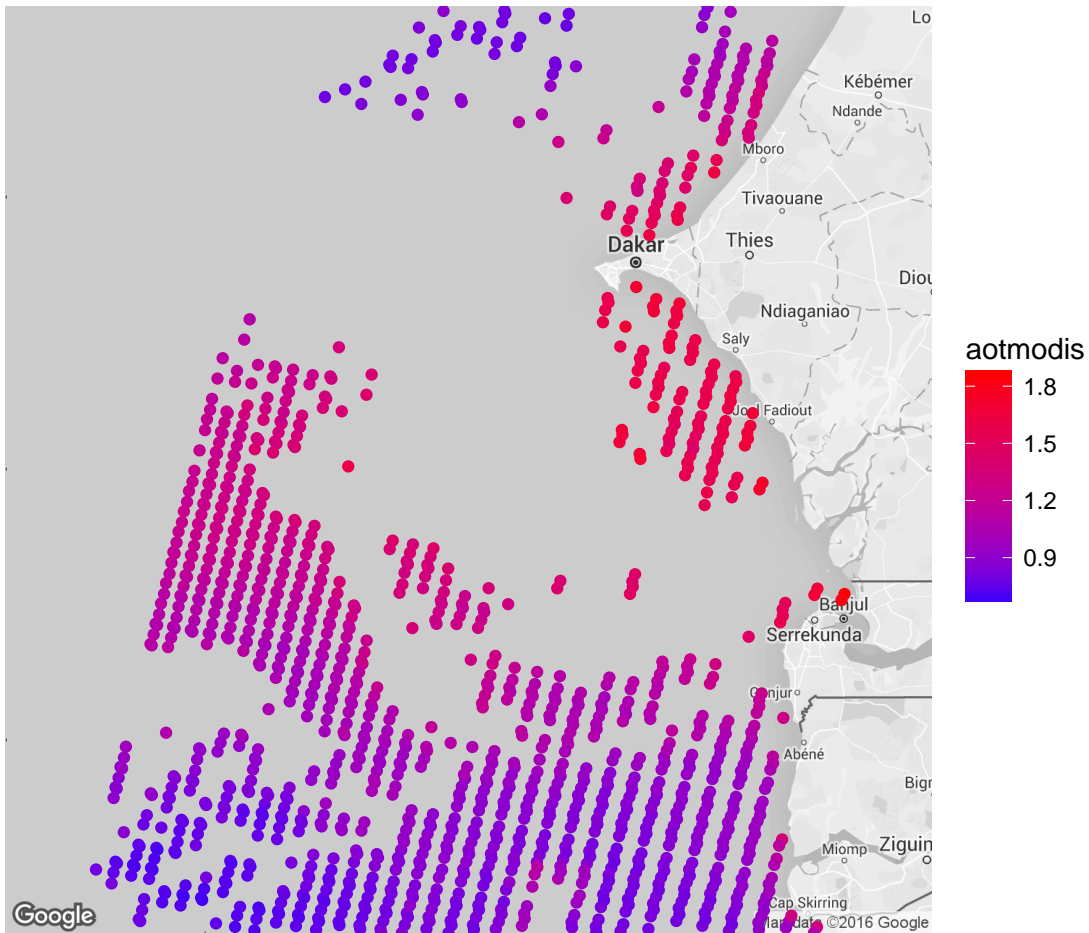 Lo
Kébémer
Ndande
Mboro
Tivaouane
Dakar
Thies
Diou
Ndiaganiao
Saly
aotmodis
1.8
Joal Fadiout
1.5
1.2
0.9
Banjul
Serrekunda
Gunjur
Abéné
Bign
Miomp
Ziguin
Cap Skirring
Google
Map data ©2016 Google